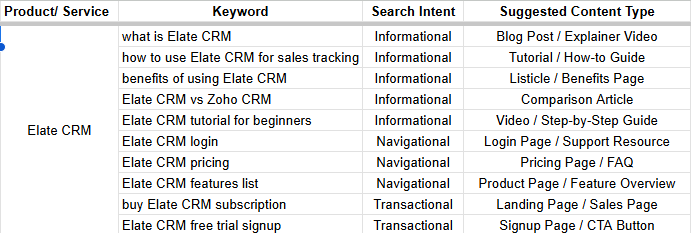 Product/ Service Keyword Search Intent Suggested Content Type
what is Elate CRM Informational Blog Post / Explainer Video
how to use Elate CRM for sales tracking Informational Tutorial / How-to Guide
benefits of using Elate CRM Informational Listicle / Benefits Page
Elate CRM vs Zoho CRM Informational Comparison Article
Elate CRM tutorial for beginners Informational Video / Step-by-Step Guide
Elate CRM
Elate CRM login Navigational Login Page / Support Resource
Elate CRM pricing Navigational Pricing Page / FAQ
Elate CRM features list Navigational Product Page / Feature Overview
buy Elate CRM subscription Transactional Landing Page / Sales Page
Elate CRM free trial signup Transactional Signup Page / CTA Button